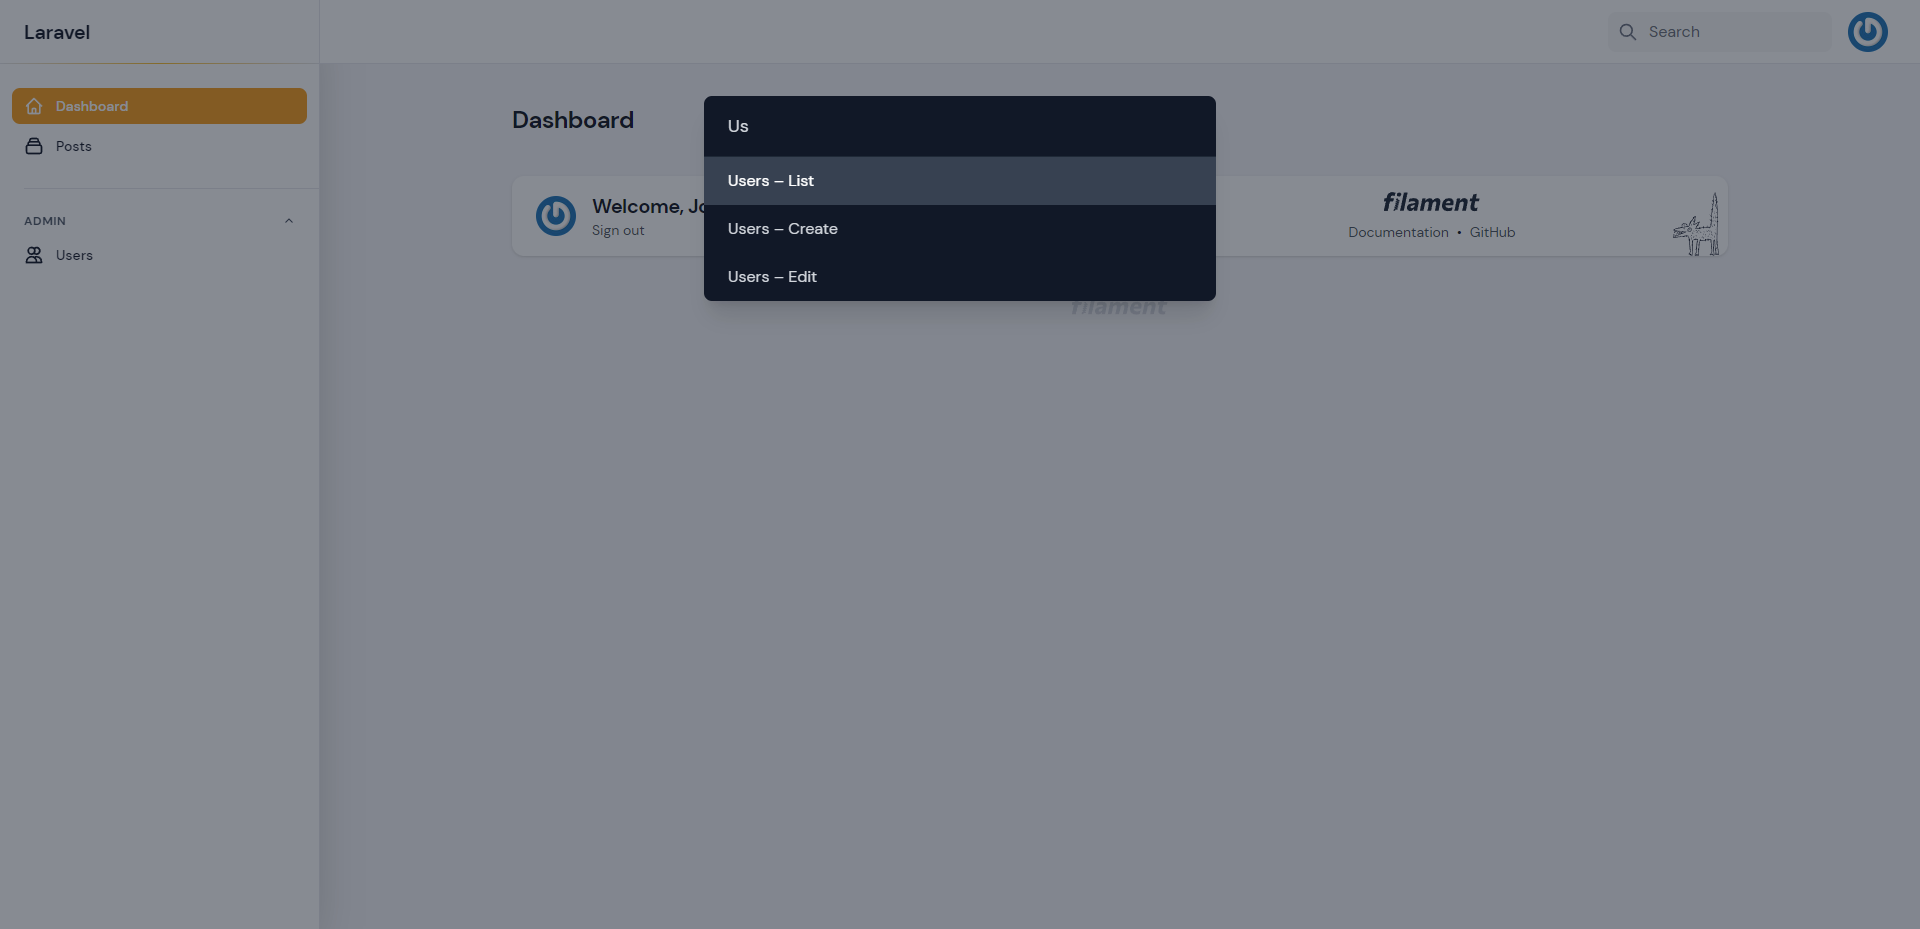 Laravel
Search
Dashboard
Posts
ADMIN
Users
Dashboard
Us
Users – List
Users – Create
Users – Edit
Welcome, Jo
Sign out
filament
Documentation • GitHub
filament